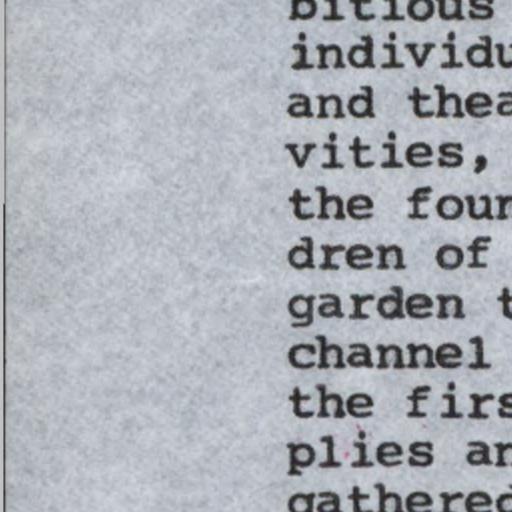 bitious
individu
and thea
vities,
the four
dren of
garden t
channel
the firs
plies an
gathered